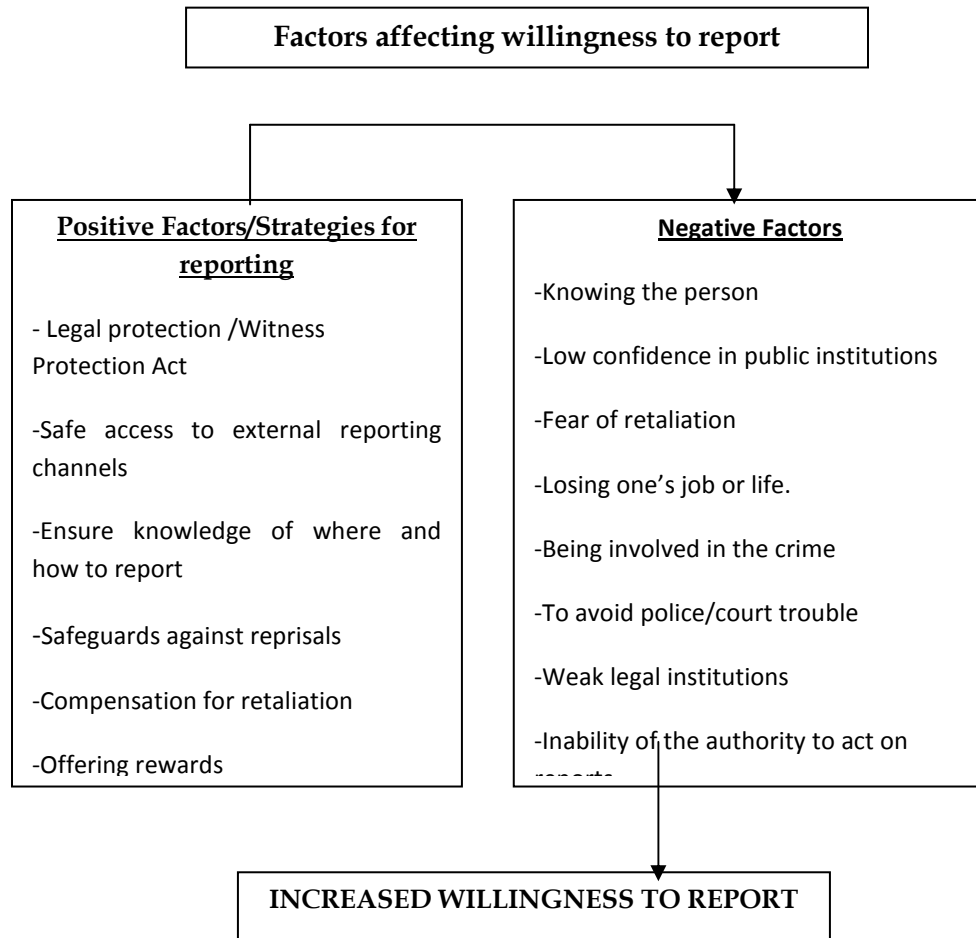 Factors affecting willingness to report
Positive Factors/Strategies for
reporting
- Legal protection /Witness
Protection Act
-Safe access to external reporting
channels
-Ensure knowledge of where and
how to report
-Safeguards against reprisals
-Compensation for retaliation
-Offering rewards
Negative Factors
-Knowing the person
-Low confidence in public institutions
-Fear of retaliation
-Losing one’s job or life.
-Being involved in the crime
-To avoid police/court trouble
-Weak legal institutions
-Inability of the authority to act on
INCREASED WILLINGNESS TO REPORT